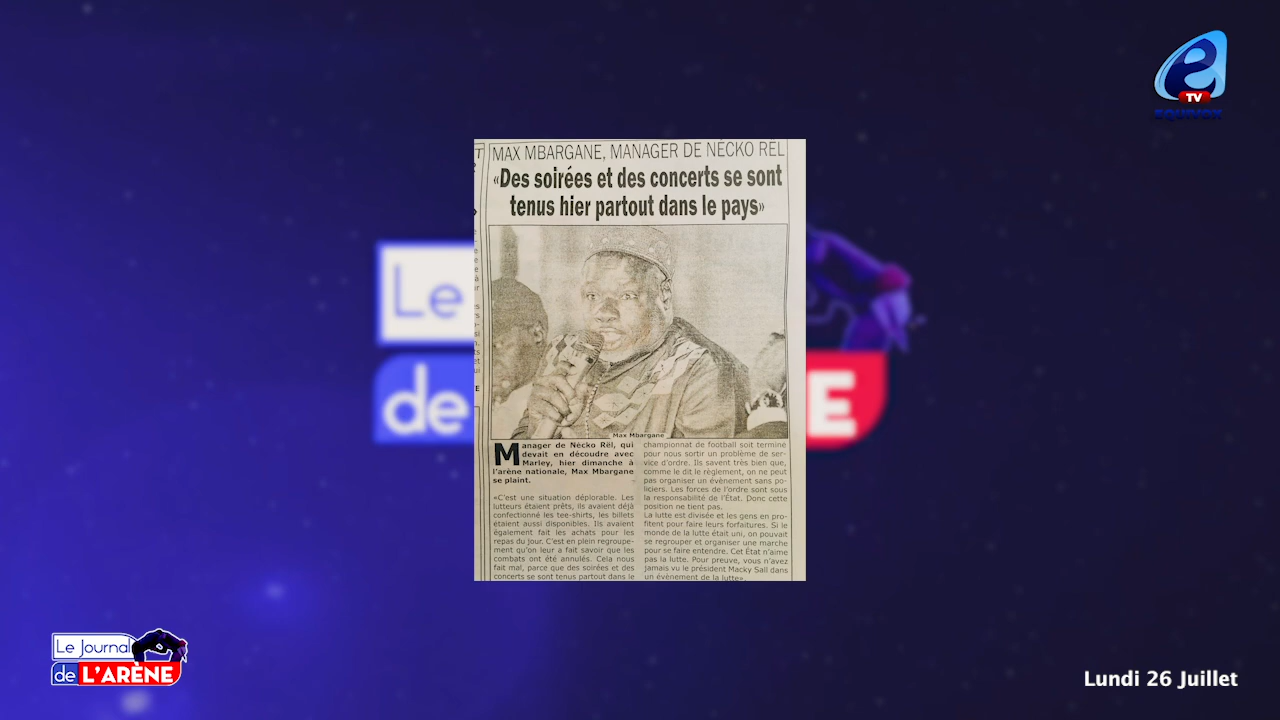 e
TV
EQUINOX
MAX MBARGANE, MANAGER DE NÉCKO RËL
«Des soirées et des concerts se sont
tenus hier partout dans le pays»
Le
de
E
Max Mbargane
Manager de Nécko Rël, qui
devait en découdre avec
Marley, hier dimanche à
l'arène nationale, Max Mbargane
se plaint.
«C'est une situation déplorable. Les
lutteurs étaient prêts, ils avaient déjà
confectionné les tee-shirts, les billets
étaient aussi disponibles. Ils avaient
également fait les achats pour les
repas du jour. C'est en plein regroupe-
ment qu'on leur a fait savoir que les
combats ont été annulés. Cela nous
fait mal, parce que des soirées et des
concerts se sont tenus partout dans le
championnat de football soit terminé
pour nous sortir un problème de ser-
vice d'ordre. Ils savent très bien que,
comme le dit le règlement, on ne peut
pas organiser un évènement sans po-
liciers. Les forces de l'ordre sont sous
la responsabilité de l'État. Donc cette
position ne tient pas.
La lutte est divisée et les gens en pro-
fitent pour faire leurs forfaitures. Si le
monde de la lutte était uni, on pouvait
se regrouper et organiser une marche
pour se faire entendre. Cet État n'aime
pas la lutte. Pour preuve, vous n'avez
jamais vu le président Macky Sall dans
un évènement de la lutte».
Le Journal
de L'ARÈNE
Lundi 26 Juillet